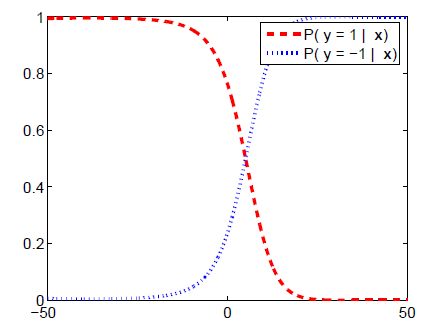 1
P( y = 1 | x)
P( y = −1 | x)
0.8
0.6
0.4
0.2
0
−50 0 50